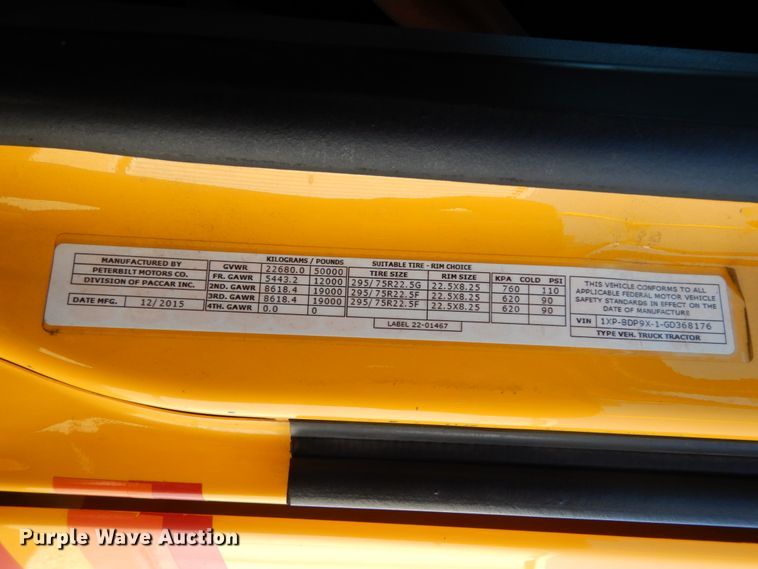 MANUFACTURED BY
PETERBILT MOTORS CO.
DIVISION OF PACCAR INC.
DATE MFG. 12/2015
KILOGRAMS / POUNDS
GVWR 22680.0 50000
FR. GAWR 5443.2 12000
2ND. GAWR 8618.4 19000
3RD. GAWR 8618.4 19000
4TH. GAWR 0.0 0
SUITABLE TIRE - RIM CHOICE
TIRE SIZE RIM SIZE KPA COLD PSI
295/75R22.5G 22.5X8.25 760 110
295/75R22.5F 22.5X8.25 620 90
295/75R22.5F 22.5X8.25 620 90
LABEL 22-01467
THIS VEHICLE CONFORMS TO ALL
APPLICABLE FEDERAL MOTOR VEHICLE
SAFETY STANDARDS IN EFFECT ON THE
DATE OF MANUFACTURE
VIN 1XP-BDP9X-1-GD368176
TYPE VEH. TRUCK TRACTOR
Purple Wave Auction